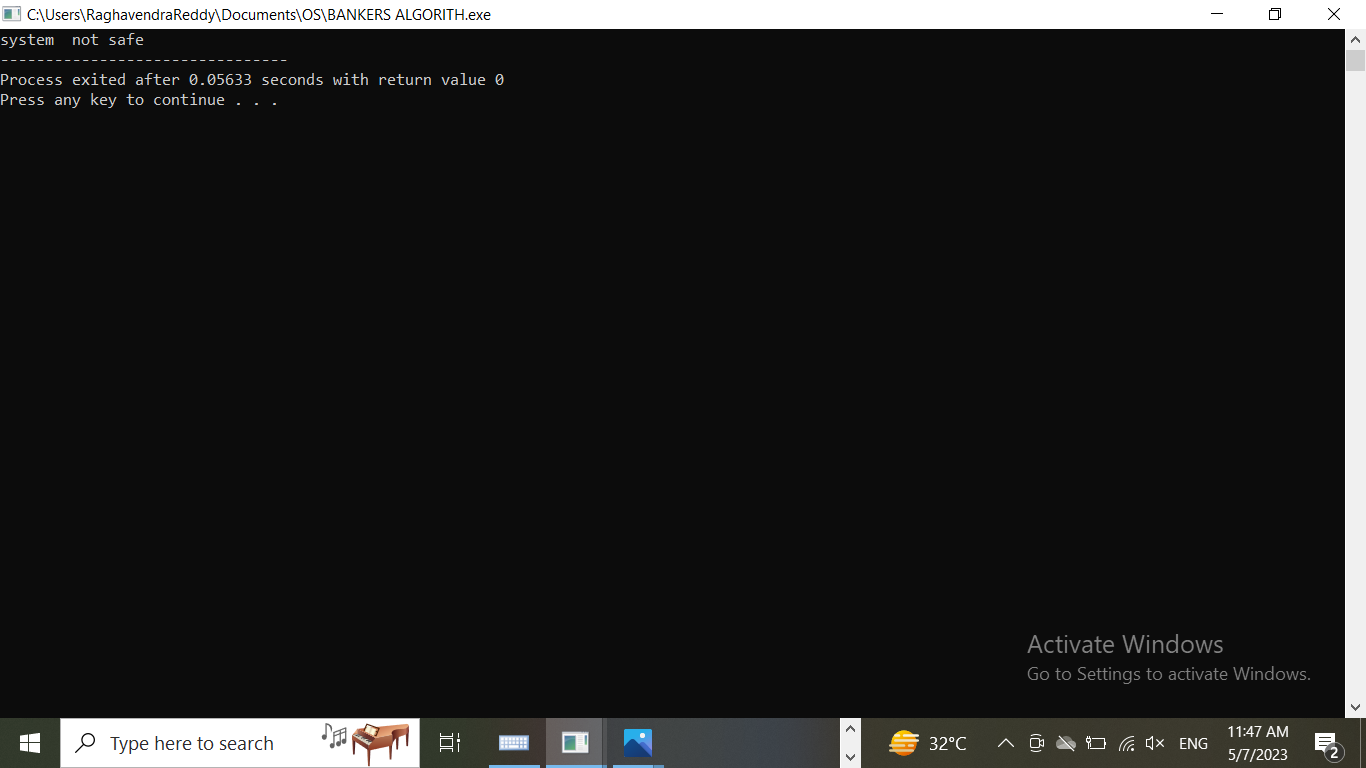 C:\Users\RaghavendraReddy\Documents\OS\BANKERS ALGORITH.exe
system  not safe
--------------------------------
Process exited after 0.05633 seconds with return value 0
Press any key to continue . . .
Activate Windows
Go to Settings to activate Windows.
Type here to search
32°C
ENG
11:47 AM
5/7/2023
2